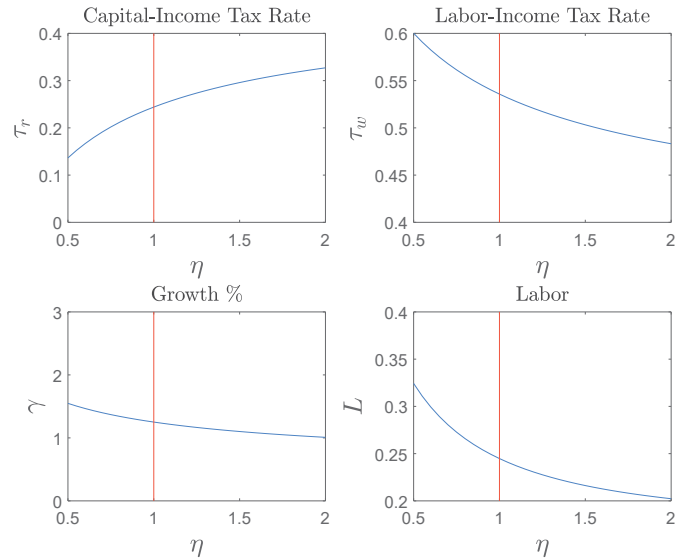 Capital-Income Tax Rate
0.4
0.3
0.2
0.1
0
τr
0.5 1 1.5 2
η
Labor-Income Tax Rate
0.6
0.55
0.5
0.45
0.4
τw
0.5 1 1.5 2
η
Growth %
3
2
1
0
γ
0.5 1 1.5 2
η
Labor
0.4
0.35
0.3
0.25
0.2
L
0.5 1 1.5 2
η